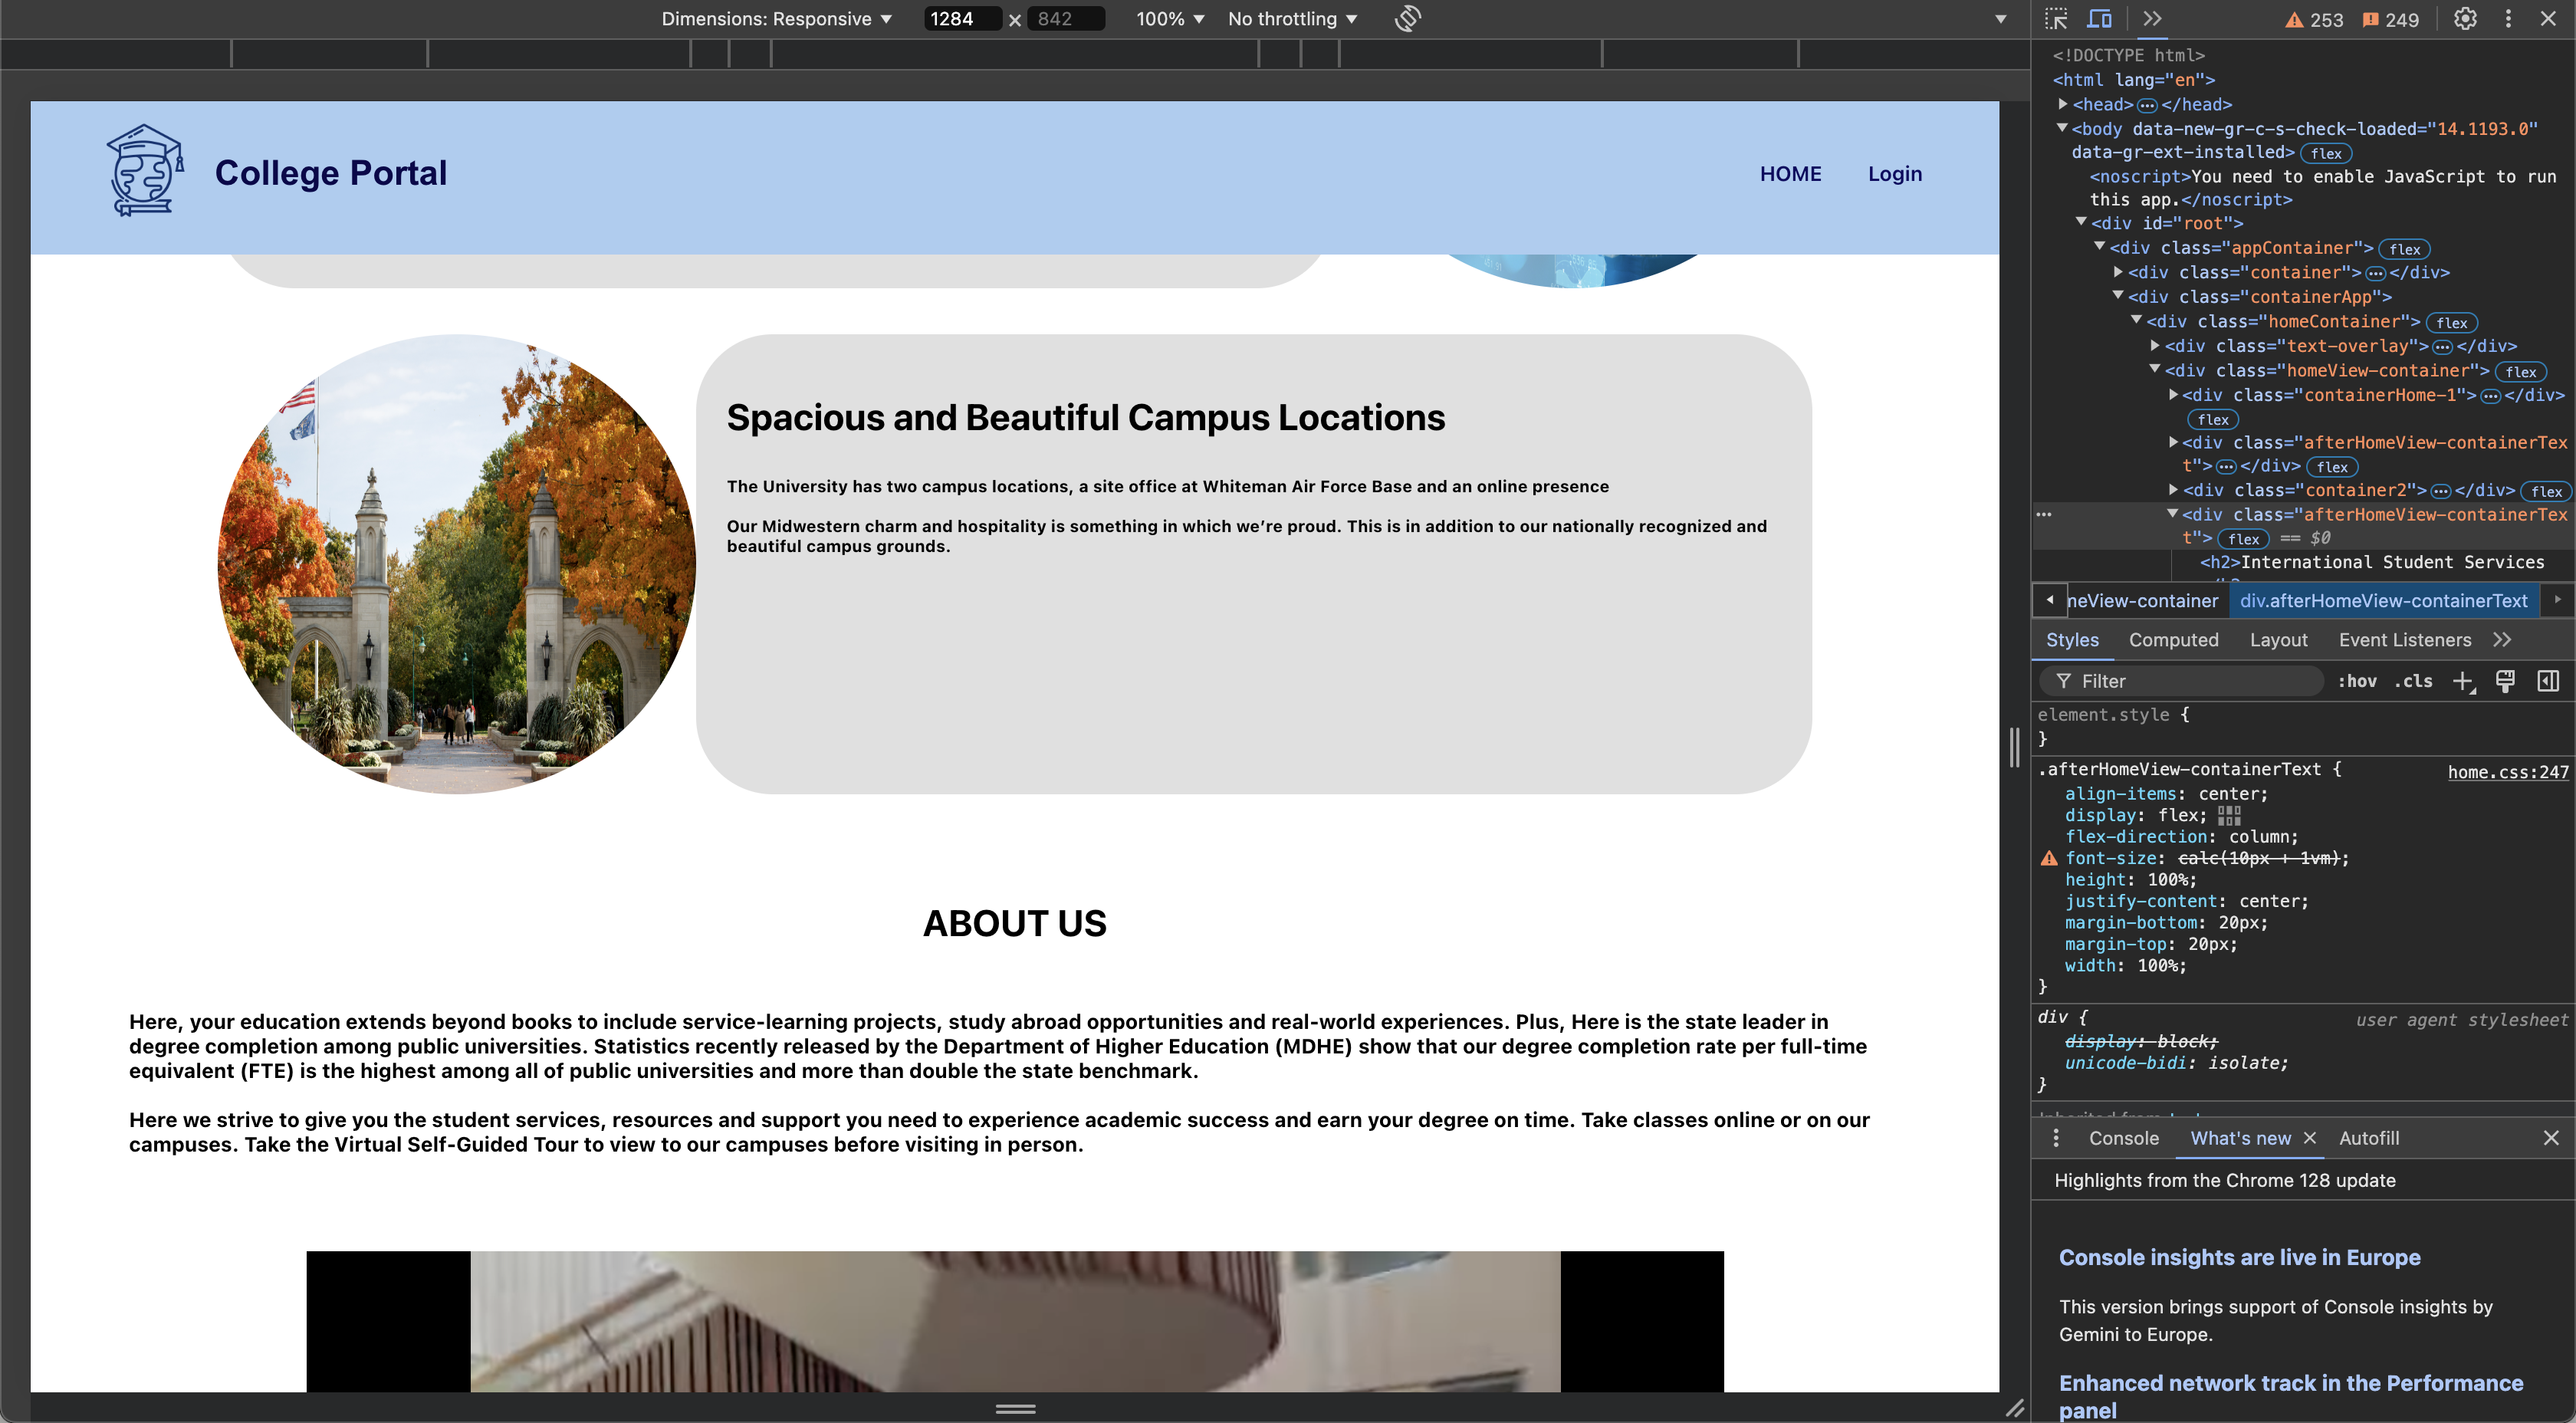 Dimensions: Responsive ▼ 1284 × 842 100% ▼ No throttling ▼
253 249
College Portal
HOME Login
Spacious and Beautiful Campus Locations
The University has two campus locations, a site office at Whiteman Air Force Base and an online presence
Our Midwestern charm and hospitality is something in which we’re proud. This is in addition to our nationally recognized and
beautiful campus grounds.
ABOUT US
Here, your education extends beyond books to include service-learning projects, study abroad opportunities and real-world experiences. Plus, Here is the state leader in
degree completion among public universities. Statistics recently released by the Department of Higher Education (MDHE) show that our degree completion rate per full-time
equivalent (FTE) is the highest among all of public universities and more than double the state benchmark.
Here we strive to give you the student services, resources and support you need to experience academic success and earn your degree on time. Take classes online or on our
campuses. Take the Virtual Self-Guided Tour to view to our campuses before visiting in person.
<!DOCTYPE html>
<html lang="en">
<head>…</head>
<body data-new-gr-c-s-check-loaded="14.1193.0"
data-gr-ext-installed> flex
<noscript>You need to enable JavaScript to run
this app.</noscript>
<div id="root">
<div class="appContainer"> flex
<div class="container">…</div>
<div class="containerApp">
<div class="homeContainer"> flex
<div class="text-overlay">…</div>
<div class="homeView-container"> flex
<div class="containerHome-1">…</div>
flex
<div class="afterHomeView-containerTex
t">…</div> flex
<div class="container2">…</div> flex
… <div class="afterHomeView-containerTex
t"> flex == $0
<h2>International Student Services
neView-container div.afterHomeView-containerText
Styles Computed Layout Event Listeners
Filter :hov .cls
element.style {
}
.afterHomeView-containerText { home.css:247
align-items: center;
display: flex;
flex-direction: column;
font-size: calc(10px + 1vm);
height: 100%;
justify-content: center;
margin-bottom: 20px;
margin-top: 20px;
width: 100%;
}
div { user agent stylesheet
display: block;
unicode-bidi: isolate;
}
Console What's new × Autofill
Highlights from the Chrome 128 update
Console insights are live in Europe
This version brings support of Console insights by
Gemini to Europe.
Enhanced network track in the Performance
panel